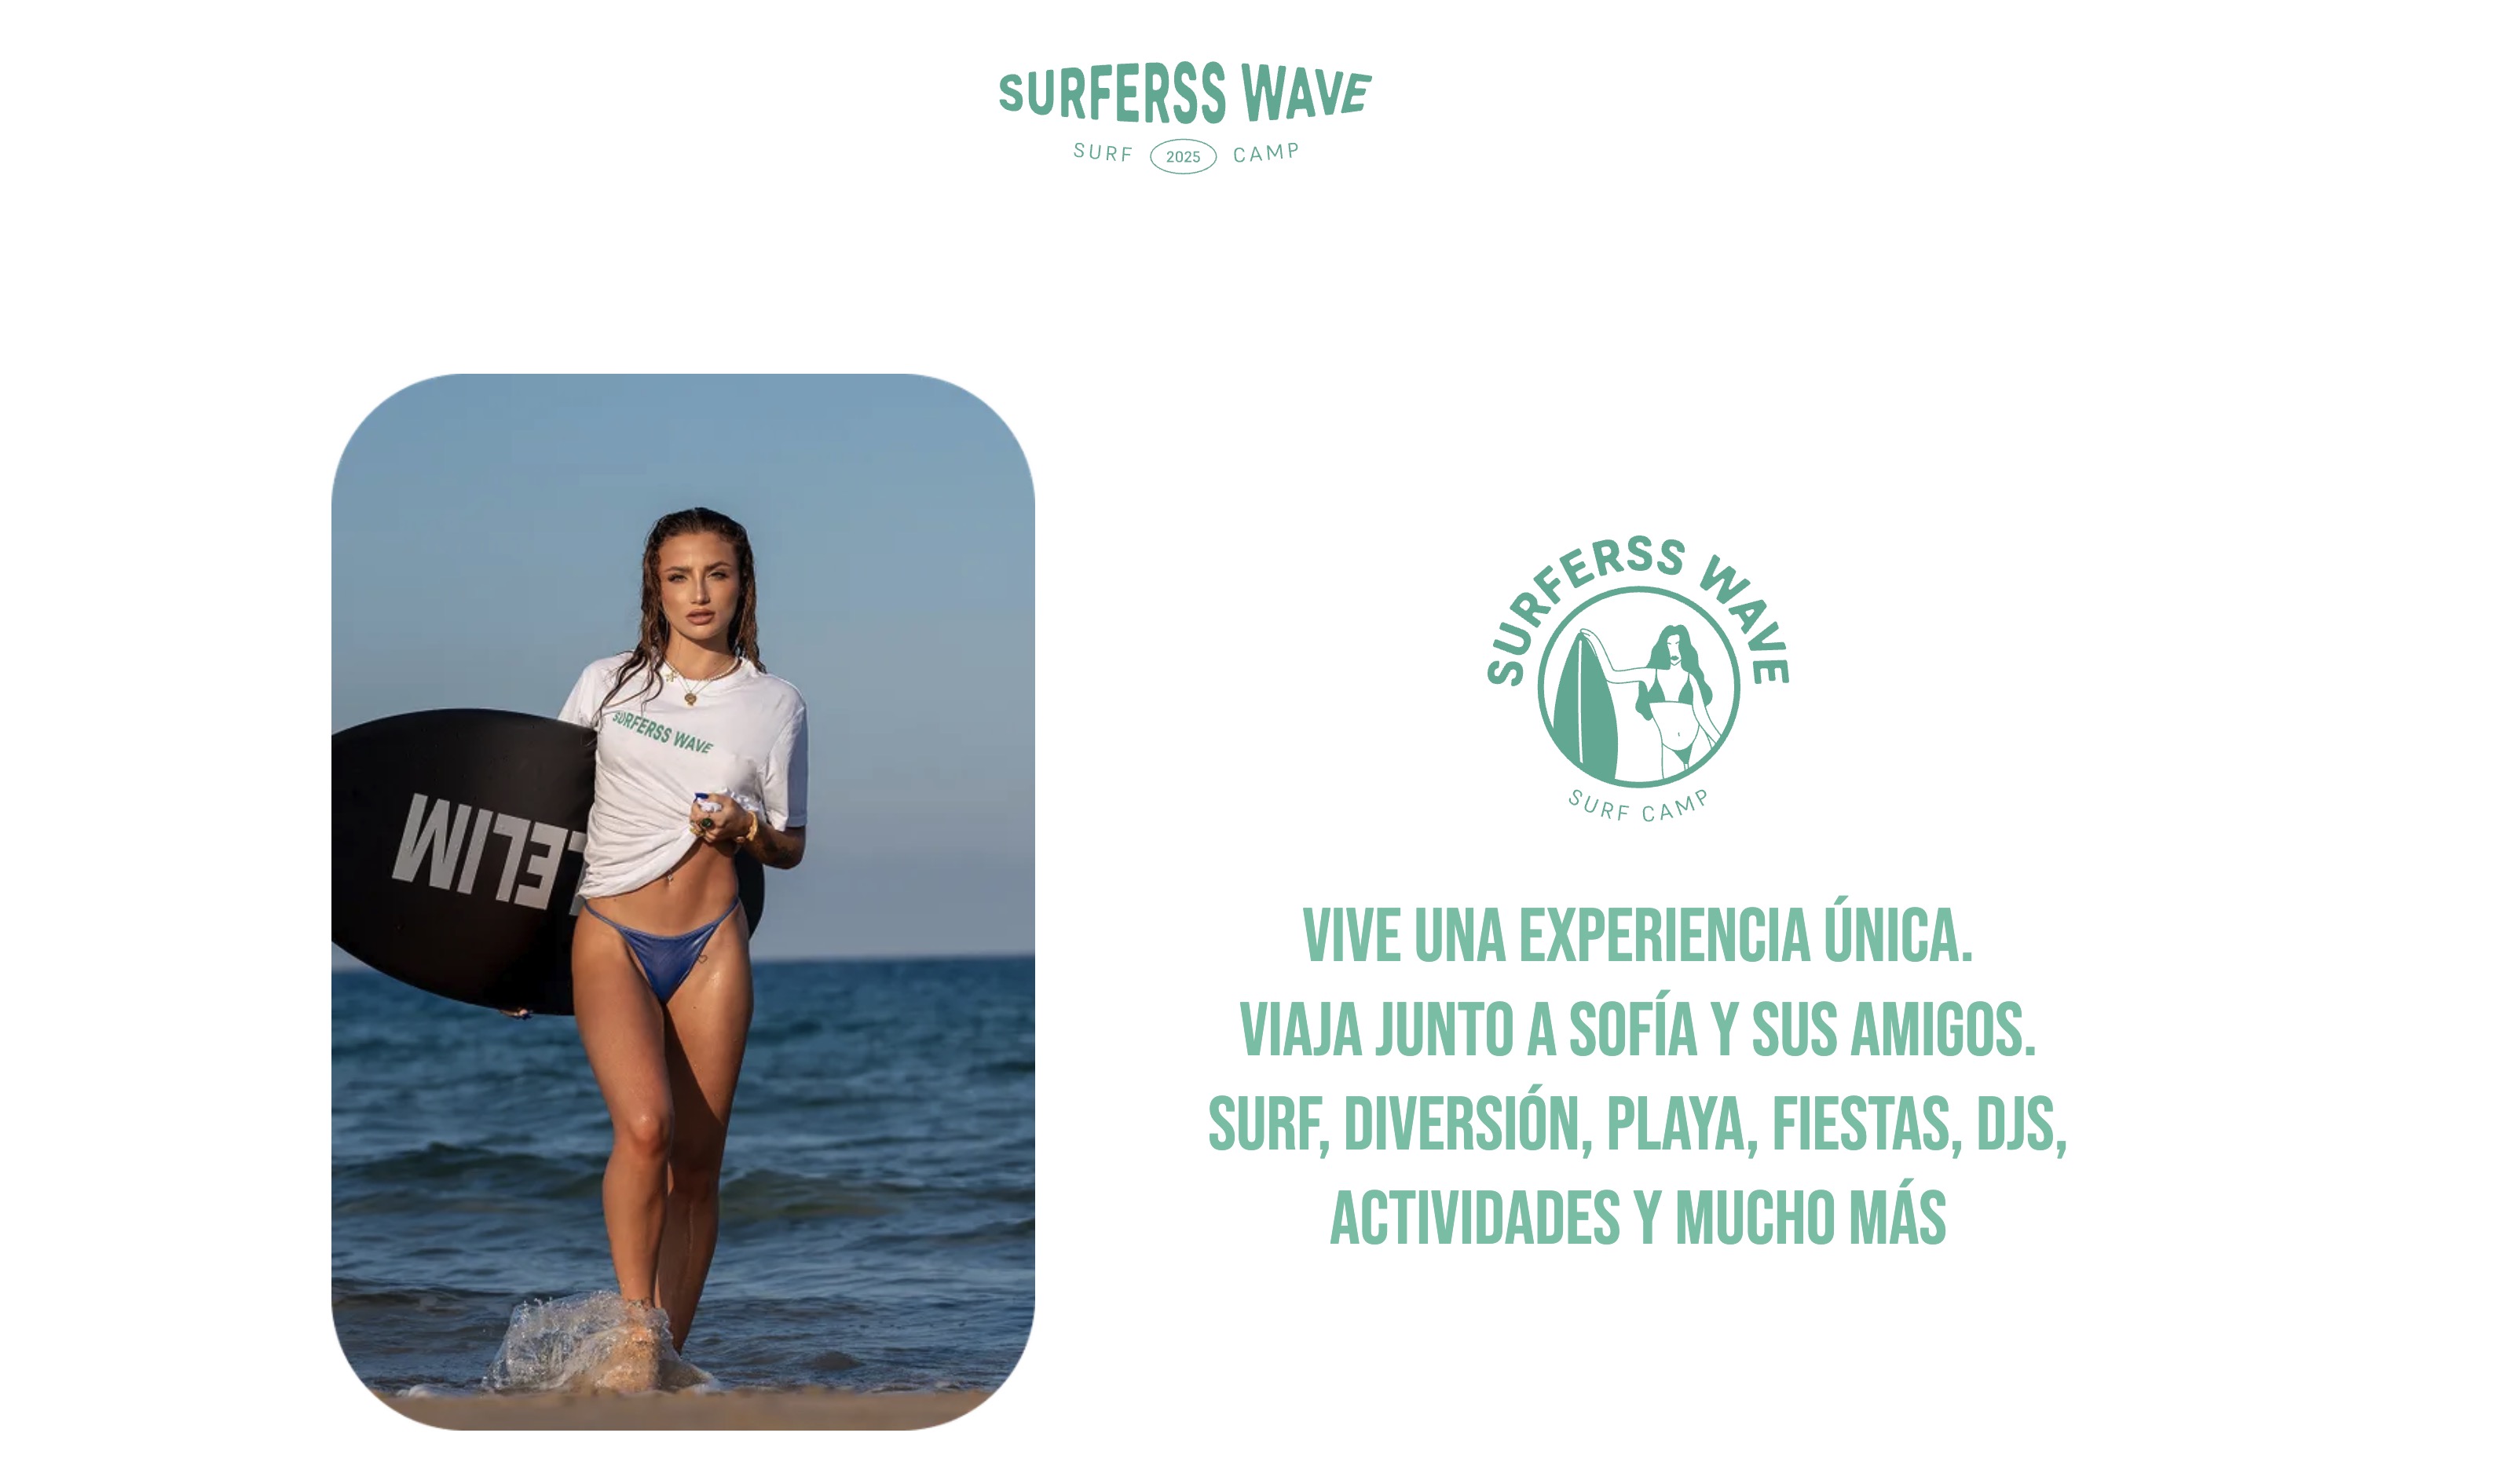 SURFERSS WAVE
SURF 2025 CAMP
SURFERSS WAVE
SURFERSS WAVE
SURF CAMP
VIVE UNA EXPERIENCIA ÚNICA.
VIAJA JUNTO A SOFÍA Y SUS AMIGOS.
SURF, DIVERSIÓN, PLAYA, FIESTAS, DJS,
ACTIVIDADES Y MUCHO MÁS